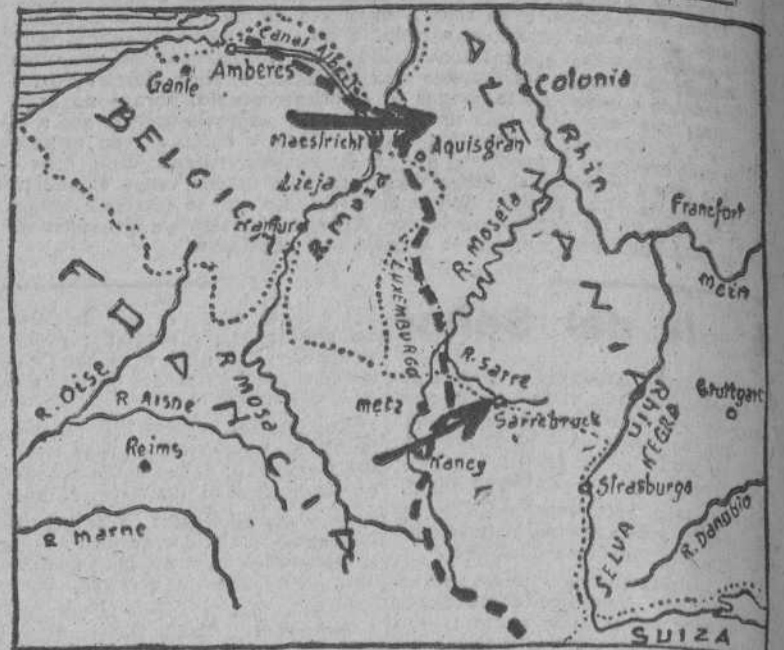 Canal Alberto
Amberes
Gante
BELGICA
Maestricht
Aquisgran
Colonia
Rhin
ALEMANIA
Lieja
Namur
R. Mosa
R. Mosela
Francfort
Mein
LUXEMBURGO
FRANCIA
R. Oise
R. Aisne
R. Mosa
R. Sarre
Metz
Sarrebruck
Rhin
Stuttgart
Reims
Nancy
Strasburgo
SELVA NEGRA
R. Danubio
R. Marne
SUIZA